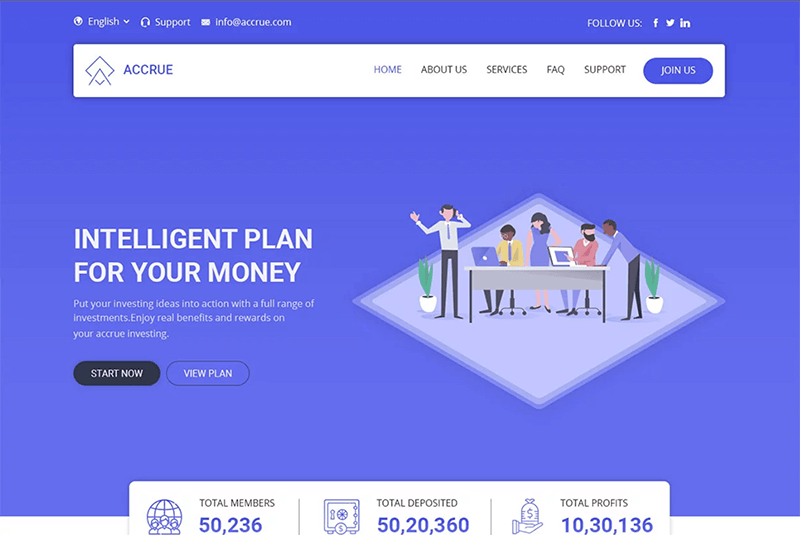 English Support info@accrue.com FOLLOW US:
ACCRUE HOME ABOUT US SERVICES FAQ SUPPORT JOIN US
INTELLIGENT PLAN
FOR YOUR MONEY
Put your investing ideas into action with a full range of
investments.Enjoy real benefits and rewards on
your accrue investing.
START NOW VIEW PLAN
TOTAL MEMBERS TOTAL DEPOSITED TOTAL PROFITS
50,236 50,20,360 10,30,136